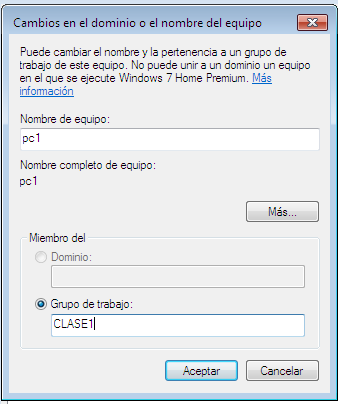 Cambios en el dominio o el nombre del equipo
Puede cambiar el nombre y la pertenencia a un grupo de
trabajo de este equipo. No puede unir a un dominio un equipo
en el que se ejecute Windows 7 Home Premium. Más
información
Nombre de equipo:
pc1
Nombre completo de equipo:
pc1
Más...
Miembro del
Dominio:
Grupo de trabajo:
CLASE1
Aceptar
Cancelar